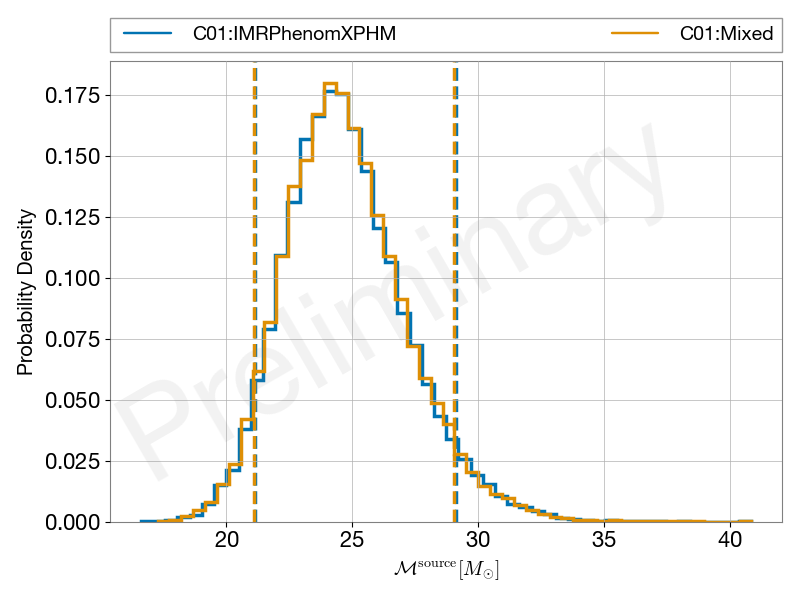 C01:IMRPhenomXPHM C01:Mixed
Probability Density
0.175
0.150
0.125
0.100
0.075
0.050
0.025
0.000
Preliminary
20 25 30 35 40
ℳ^source [M_⊙]